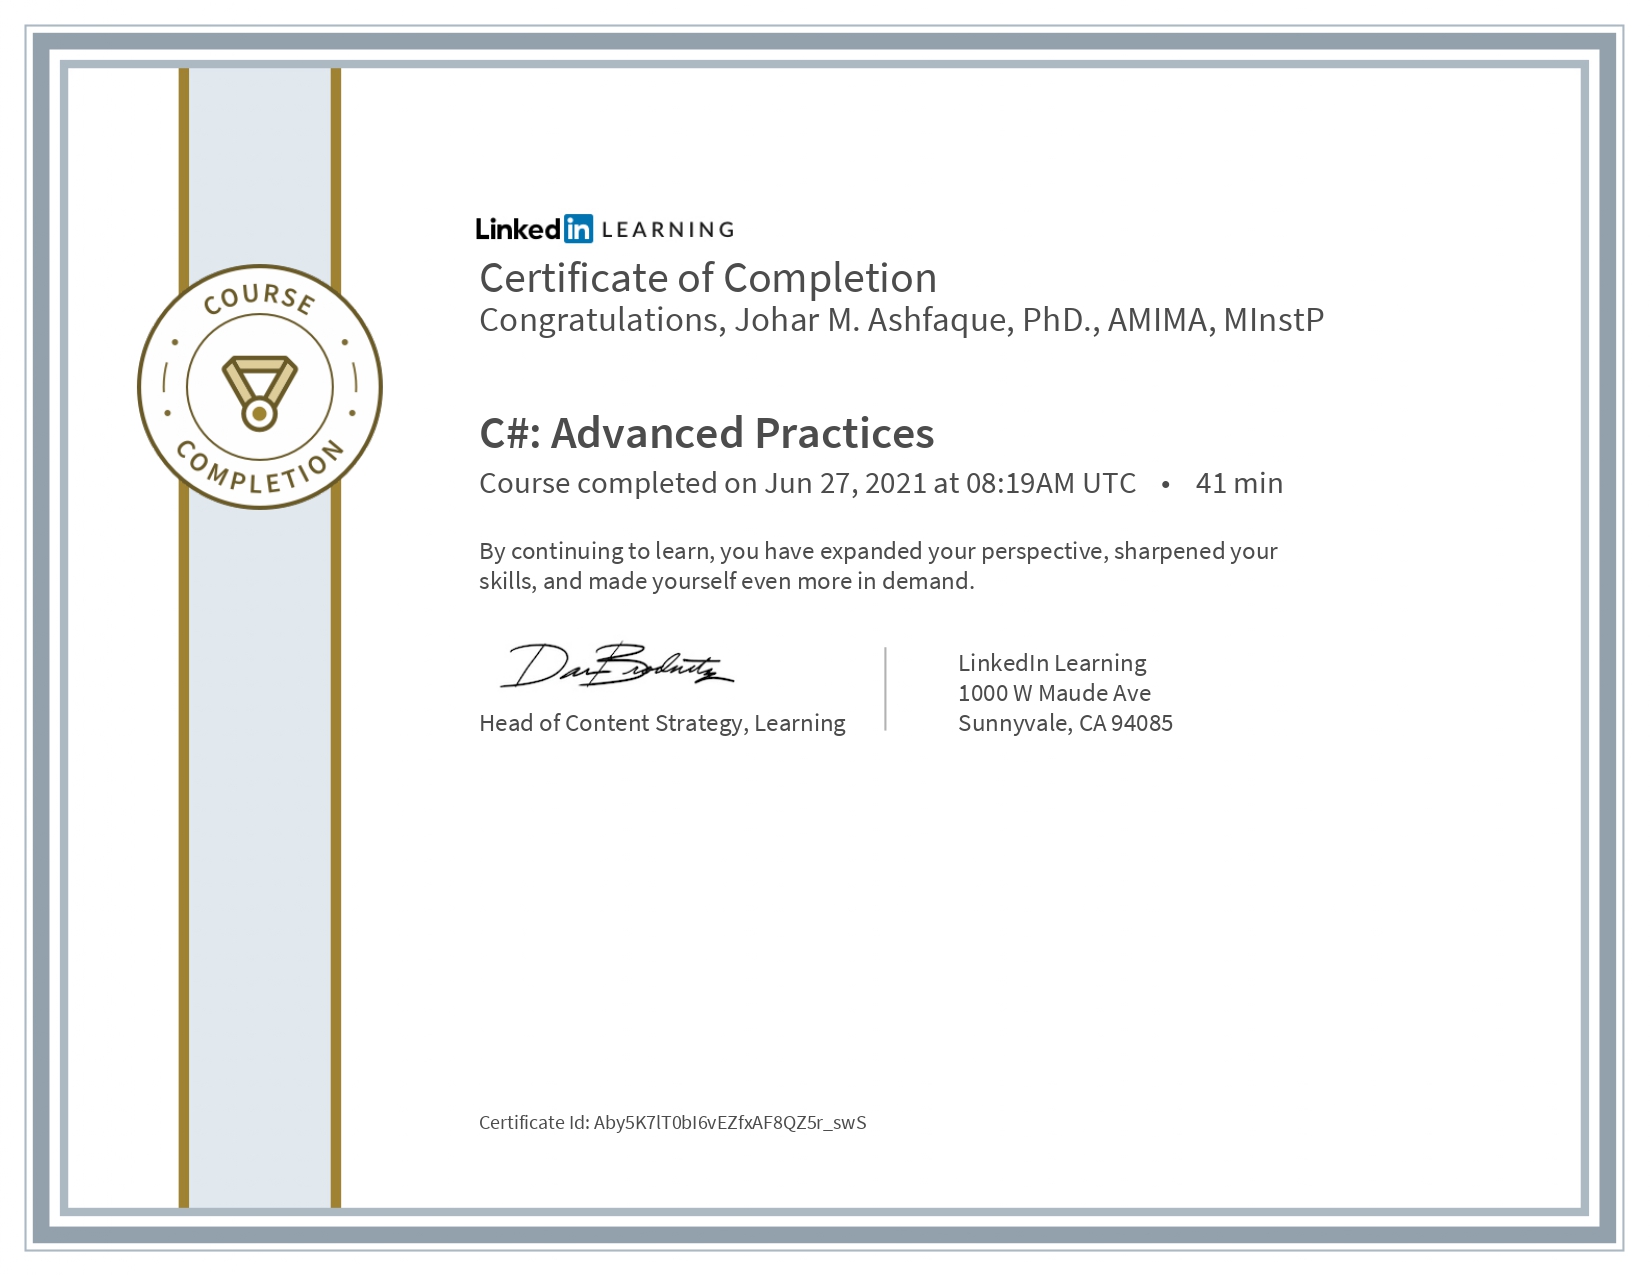 COURSE
COMPLETION
Linked in LEARNING
Certificate of Completion
Congratulations, Johar M. Ashfaque, PhD., AMIMA, MInstP
C#: Advanced Practices
Course completed on Jun 27, 2021 at 08:19AM UTC • 41 min
By continuing to learn, you have expanded your perspective, sharpened your
skills, and made yourself even more in demand.
Dan Brodnitz
Head of Content Strategy, Learning
LinkedIn Learning
1000 W Maude Ave
Sunnyvale, CA 94085
Certificate Id: Aby5K7lT0bI6vEZfxAF8QZ5r_swS